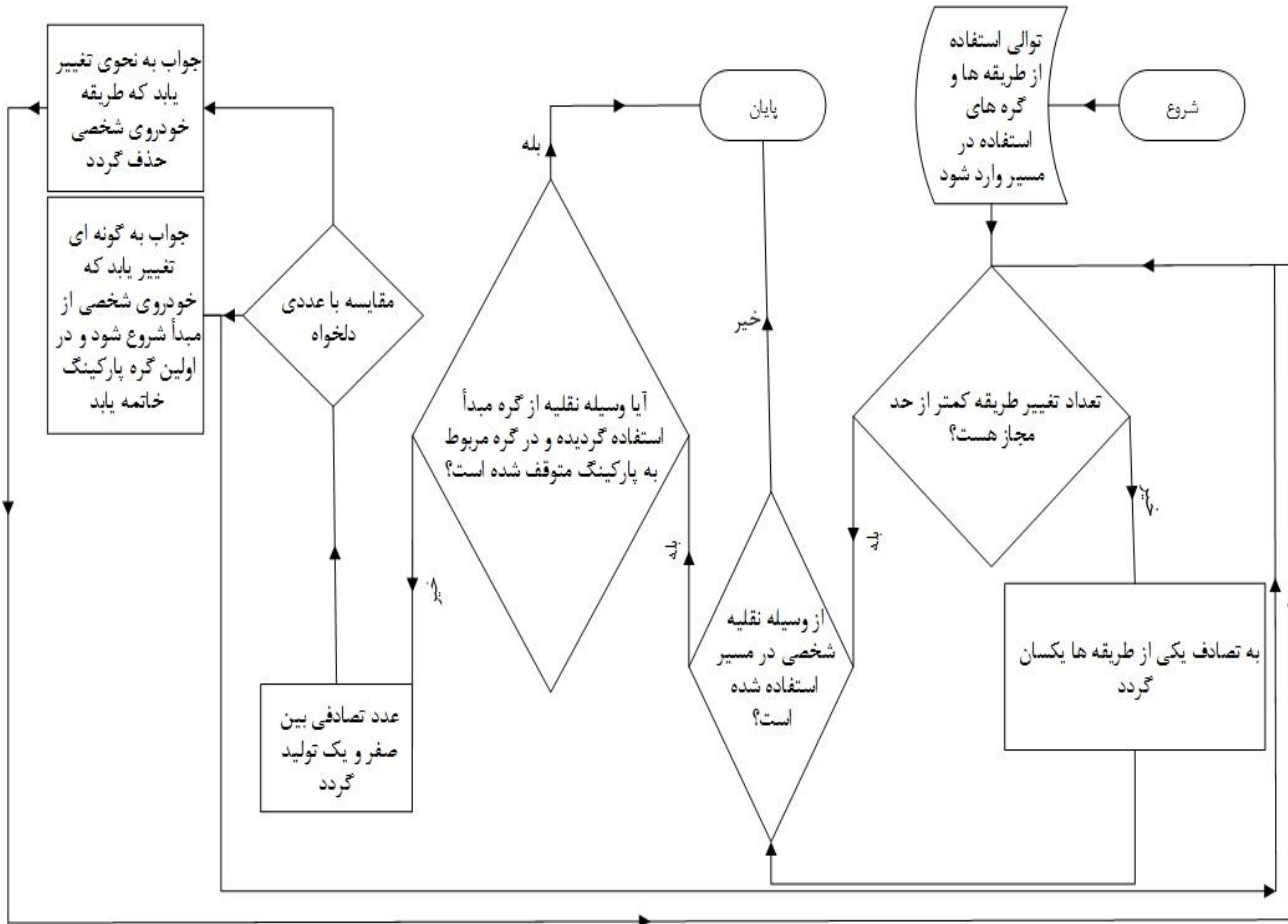 شروع
توالی استفاده
از طریقه ها و
گره های
استفاده در
مسیر وارد شود
تعداد تغییر طریقه کمتر از حد
مجاز هست؟
خیر
بله
به تصادف یکی از طریقه ها یکسان
گردد
از وسیله نقلیه
شخصی در مسیر
استفاده شده
است؟
خیر
بله
پایان
آیا وسیله نقلیه از گره مبدأ
استفاده گردیده و در گره مربوط
به پارکینگ متوقف شده است؟
بله
خیر
عدد تصادفی بین
صفر و یک تولید
گردد
مقایسه با عددی
دلخواه
جواب به نحوی تغییر
یابد که طریقه
خودروی شخصی
حذف گردد
جواب به گونه ای
تغییر یابد که
خودروی شخصی از
مبدأ شروع شود و در
اولین گره پارکینگ
خاتمه یابد